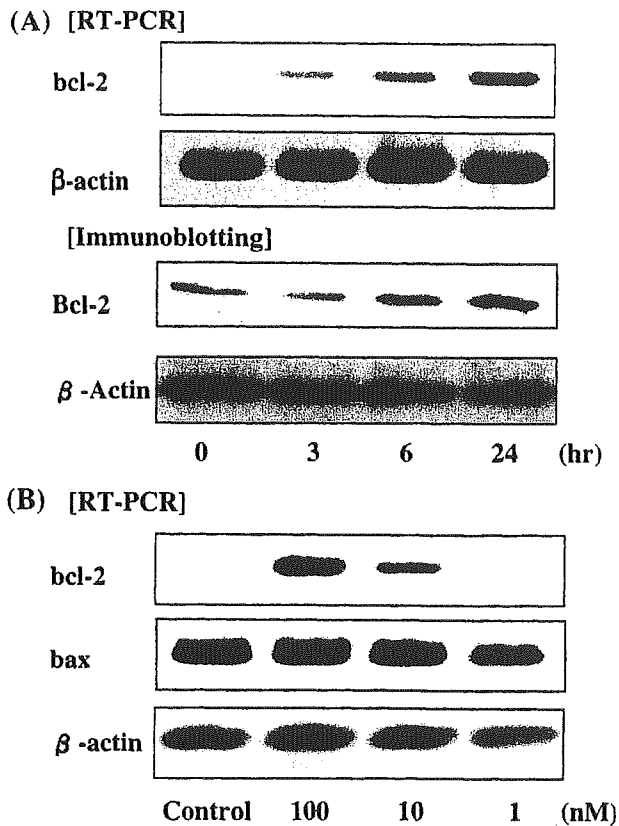 (A) [RT-PCR]
bcl-2
β-actin
[Immunoblotting]
Bcl-2
β-Actin
0 3 6 24 (hr)
(B) [RT-PCR]
bcl-2
bax
β-actin
Control 100 10 1 (nM)